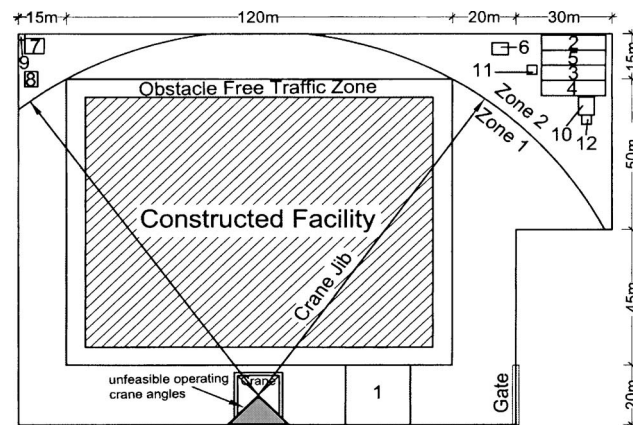 15m 120m 20m 30m
7
9
8
6
11
2
5
3
4
10
12
15m
Obstacle Free Traffic Zone
Zone 2
Zone 1
50m
Constructed Facility
Crane Jib
45m
unfeasible operating
crane angles
Crane
1
Gate
20m